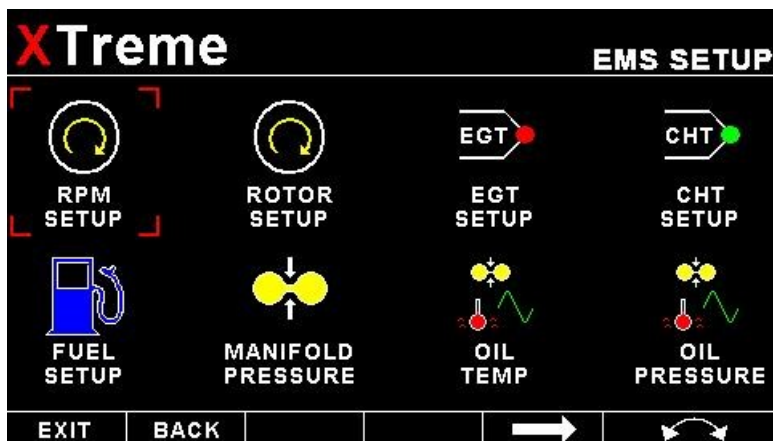 XTreme
EMS SETUP
RPM
SETUP
ROTOR
SETUP
EGT
EGT
SETUP
CHT
CHT
SETUP
FUEL
SETUP
MANIFOLD
PRESSURE
OIL
TEMP
OIL
PRESSURE
EXIT BACK